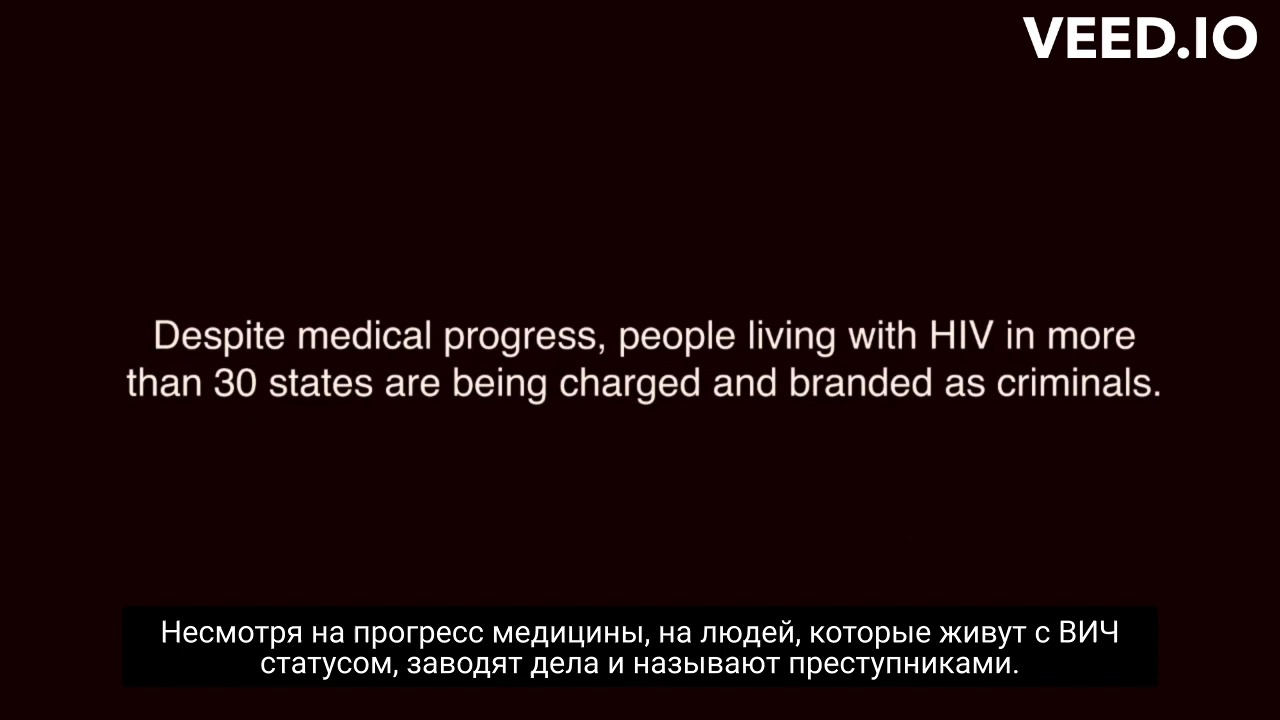 VEED.IO
Despite medical progress, people living with HIV in more
than 30 states are being charged and branded as criminals.
Несмотря на прогресс медицины, на людей, которые живут с ВИЧ
статусом, заводят дела и называют преступниками.